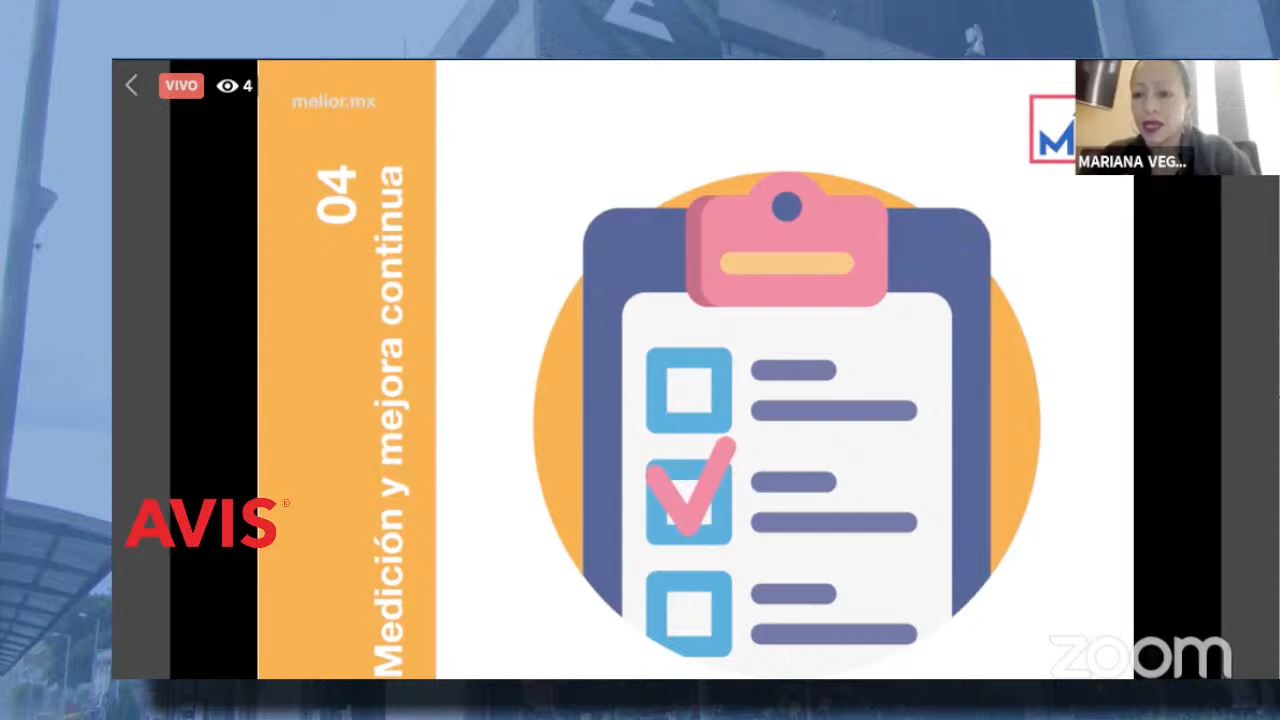 VIVO
4
melior.mx
04
Medición y mejora continua
M
MARIANA VEG...
AVIS®
zoom